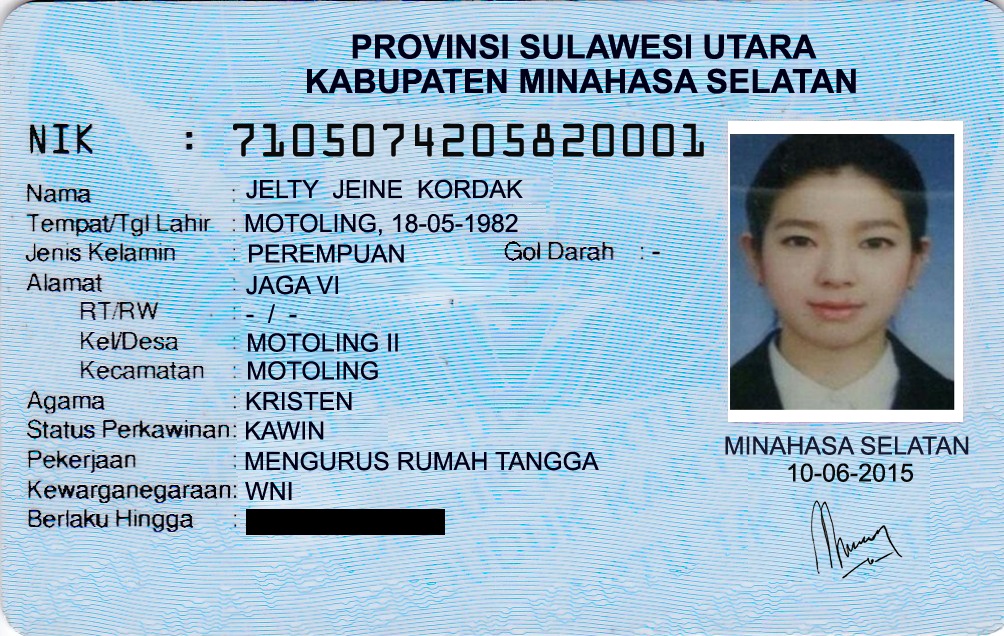 PROVINSI SULAWESI UTARA
KABUPATEN MINAHASA SELATAN
NIK : 7105074205820001
Nama : JELTY JEINE KORDAK
Tempat/Tgl Lahir : MOTOLING, 18-05-1982
Jenis Kelamin : PEREMPUAN Gol Darah : -
Alamat : JAGA VI
RT/RW : - / -
Kel/Desa : MOTOLING II
Kecamatan : MOTOLING
Agama : KRISTEN
Status Perkawinan: KAWIN
Pekerjaan : MENGURUS RUMAH TANGGA
Kewarganegaraan: WNI
Berlaku Hingga :
MINAHASA SELATAN
10-06-2015